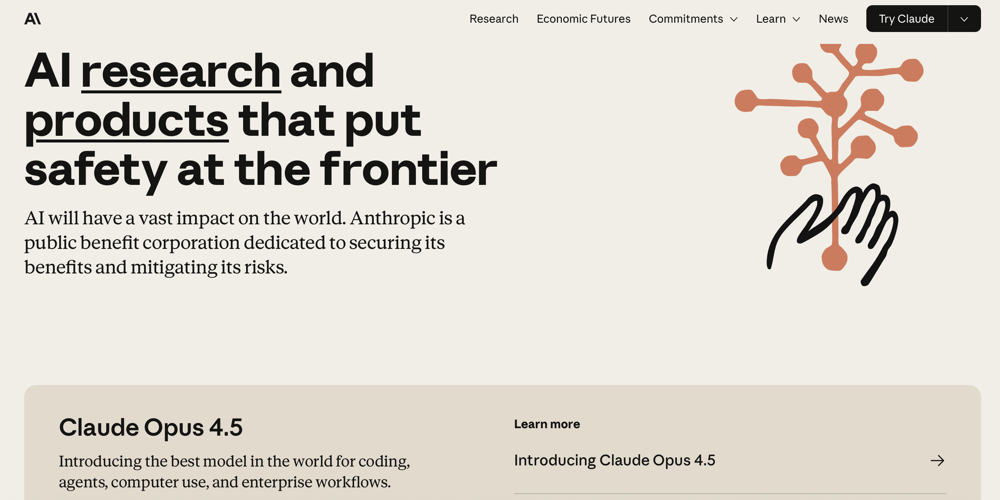 Research Economic Futures Commitments Learn News Try Claude
AI research and
products that put
safety at the frontier
AI will have a vast impact on the world. Anthropic is a
public benefit corporation dedicated to securing its
benefits and mitigating its risks.
Claude Opus 4.5
Introducing the best model in the world for coding,
agents, computer use, and enterprise workflows.
Learn more
Introducing Claude Opus 4.5